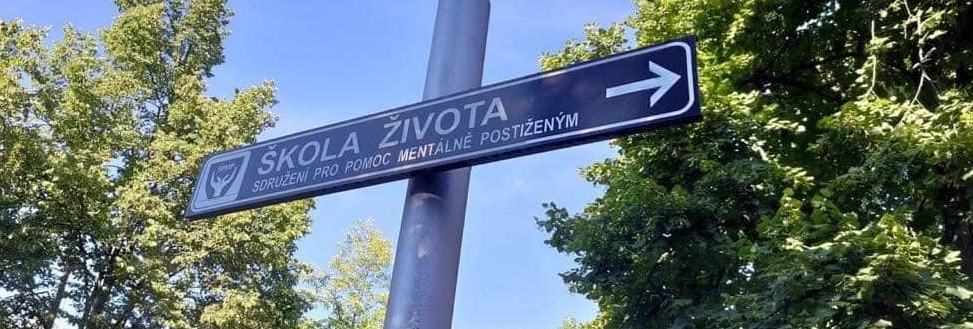 ŠKOLA ŽIVOTA
SDRUŽENÍ PRO POMOC MENTÁLNĚ POSTIŽENÝM